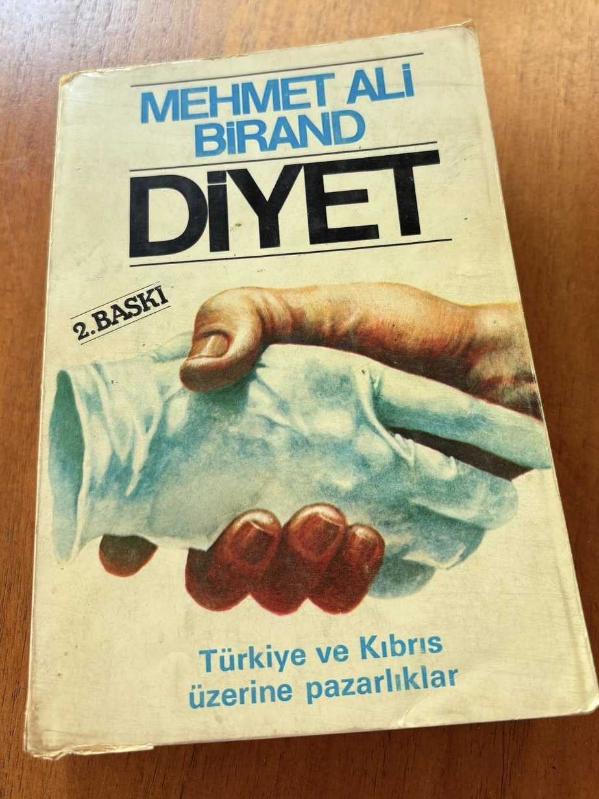 MEHMET ALİ
BİRAND
DİYET
2. BASKI
Türkiye ve Kıbrıs
üzerine pazarlıklar